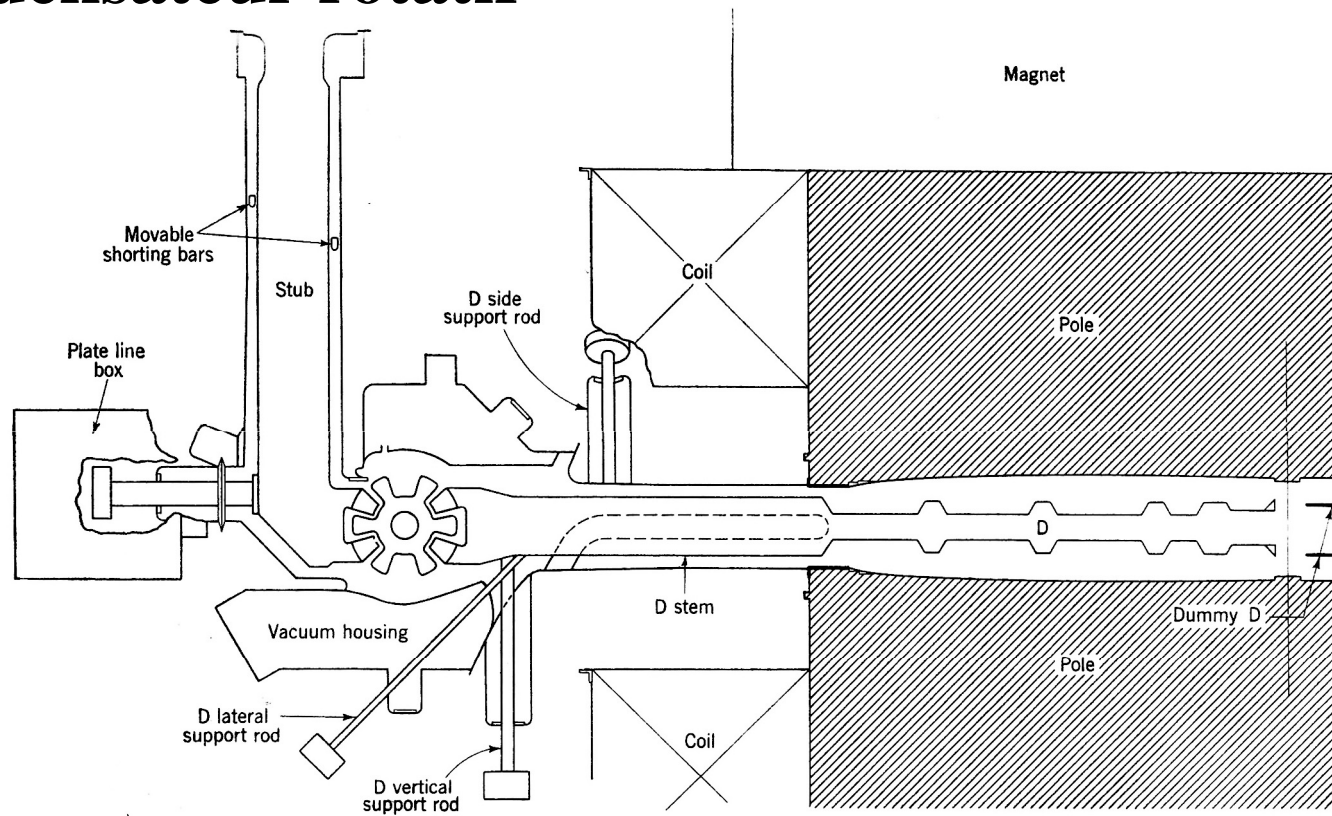 Magnet
Movable
shorting bars
Stub
Coil
D side
support rod
Pole
Plate line
box
D
D stem
Dummy D
Vacuum housing
Pole
D lateral
support rod
Coil
D vertical
support rod